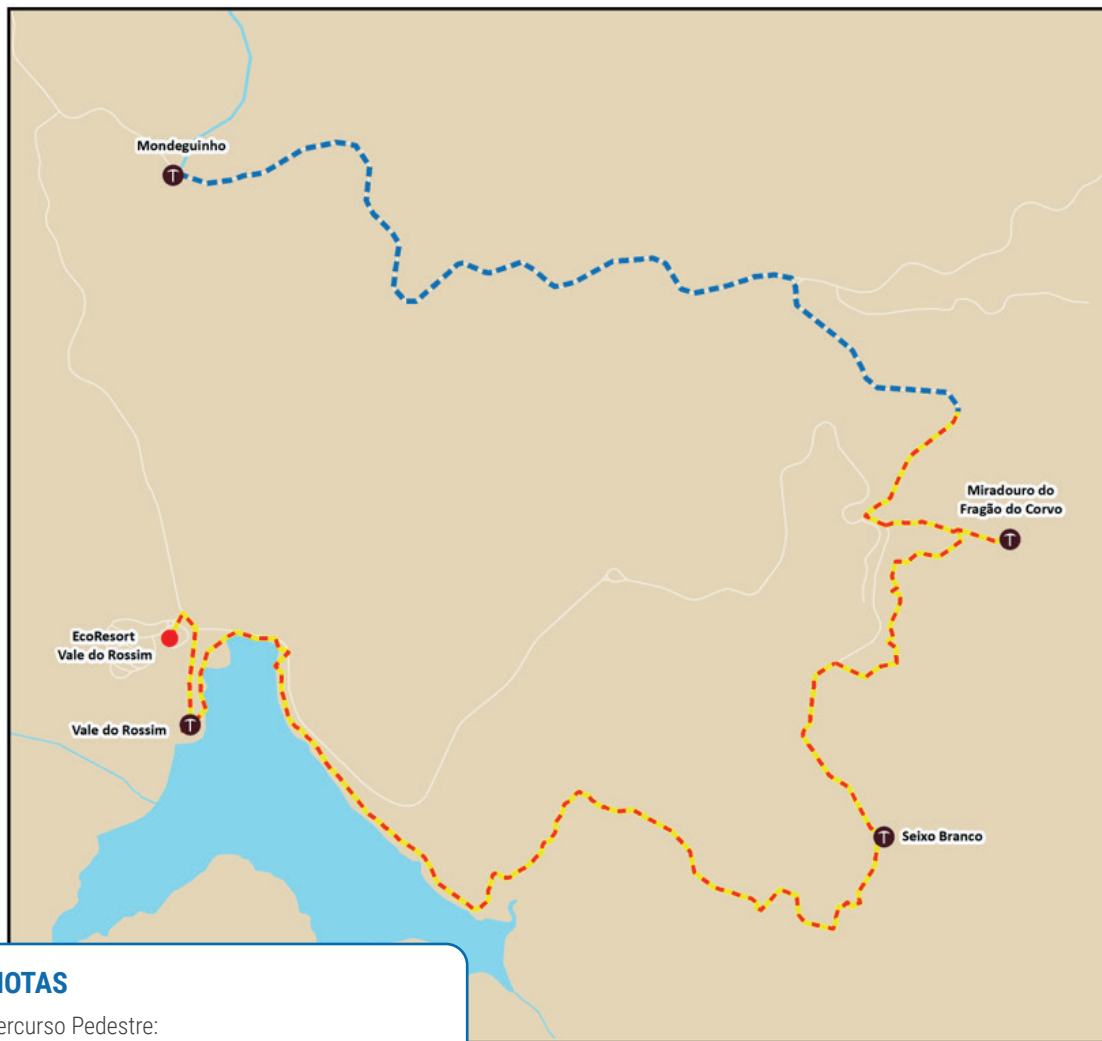 Mondeguinho
Miradouro do
Fragão do Corvo
EcoResort
Vale do Rossim
Vale do Rossim
Seixo Branco
NOTAS
ercurso Pedestre: